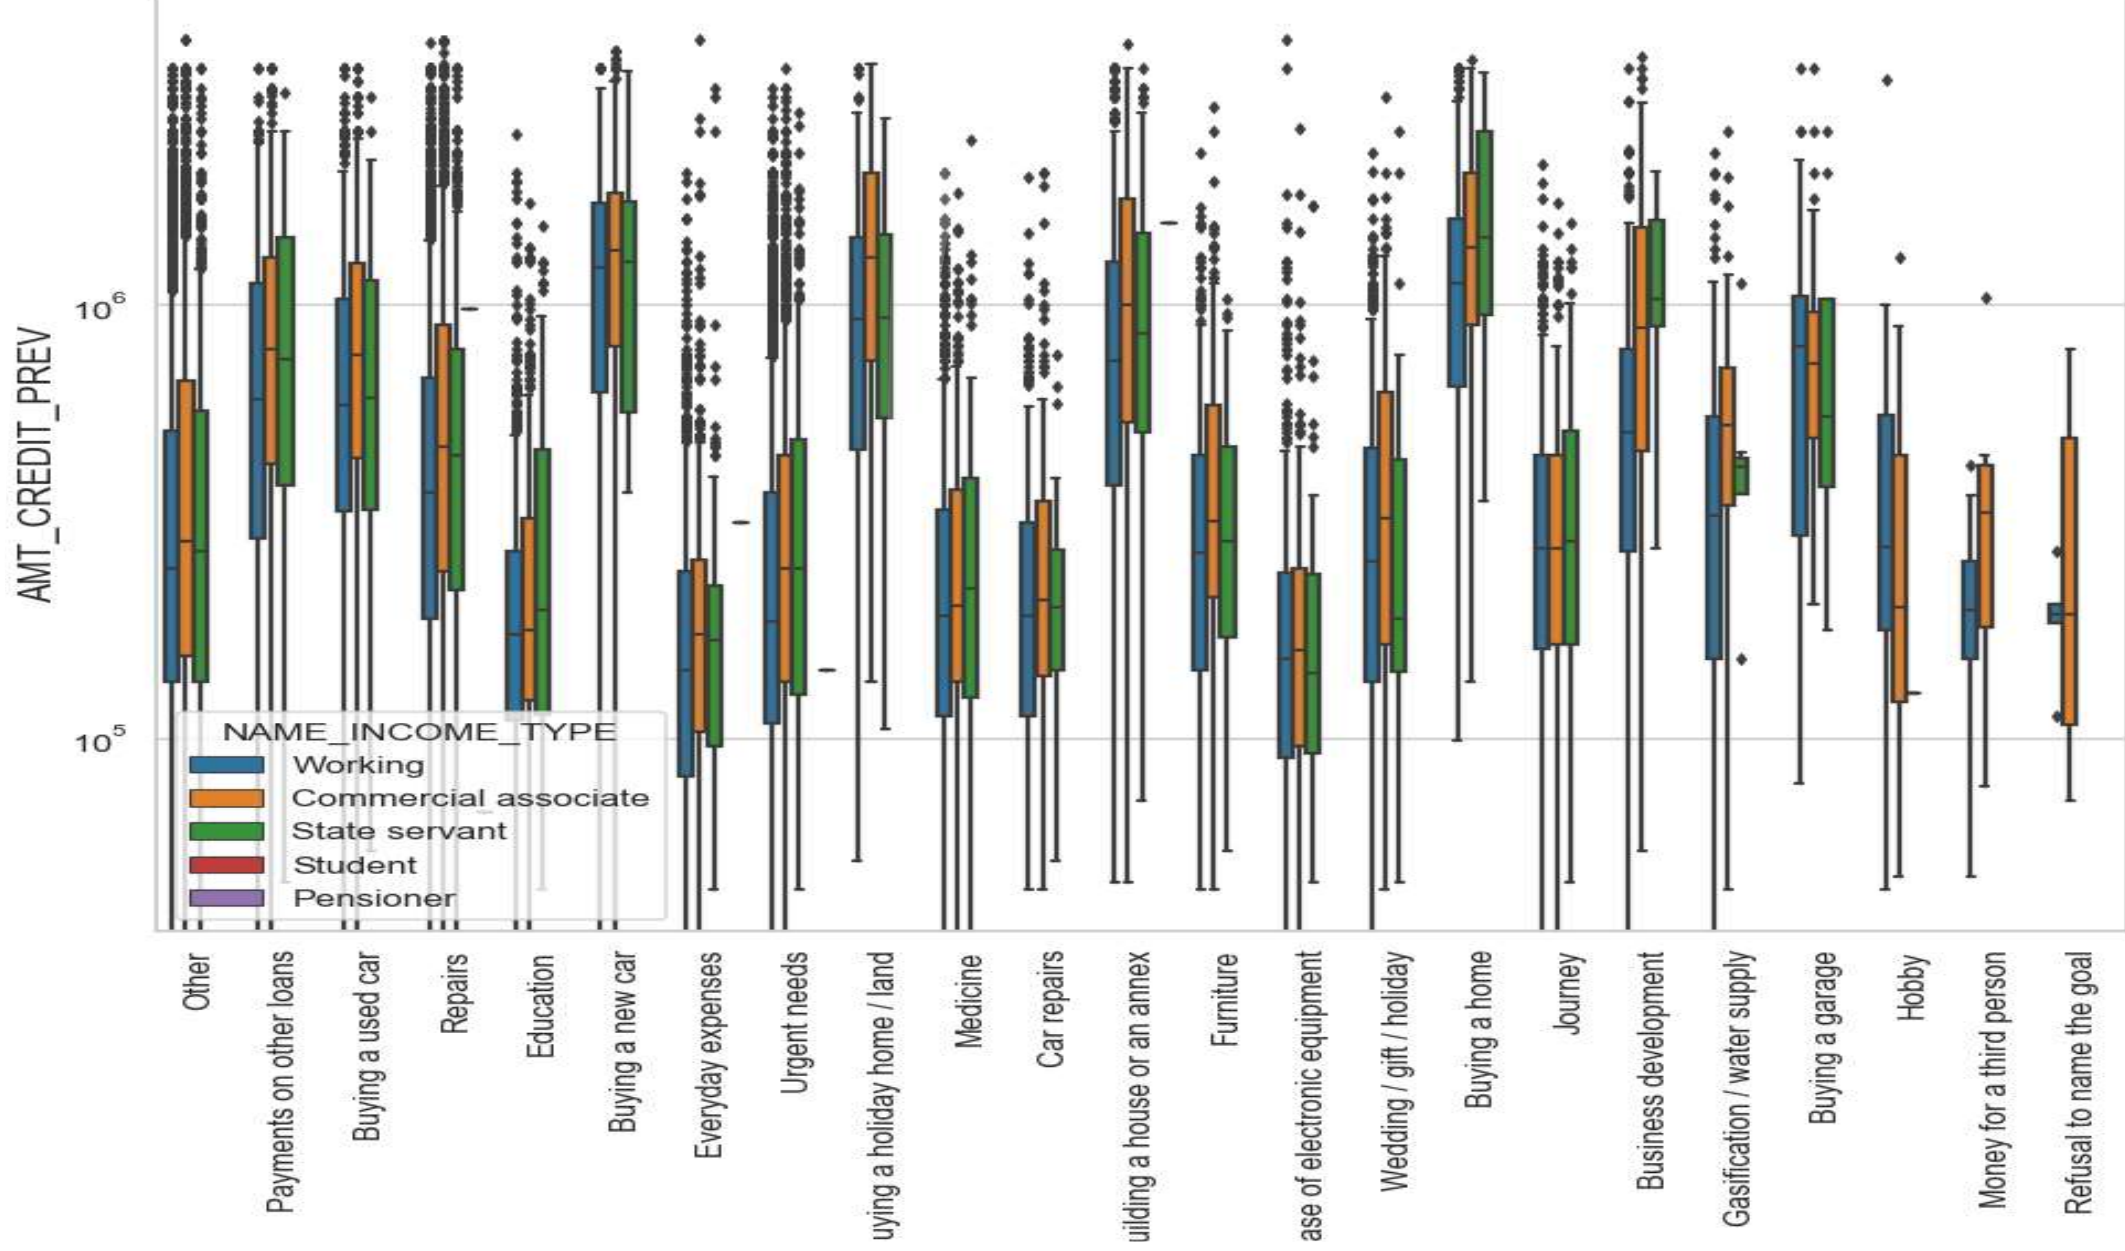 AMT_CREDIT_PREV
10⁶
10⁵
NAME_INCOME_TYPE
Working
Commercial associate
State servant
Student
Pensioner
Other
Payments on other loans
Buying a used car
Repairs
Education
Buying a new car
Everyday expenses
Urgent needs
uying a holiday home / land
Medicine
Car repairs
uilding a house or an annex
Furniture
ase of electronic equipment
Wedding / gift / holiday
Buying a home
Journey
Business development
Gasification / water supply
Buying a garage
Hobby
Money for a third person
Refusal to name the goal